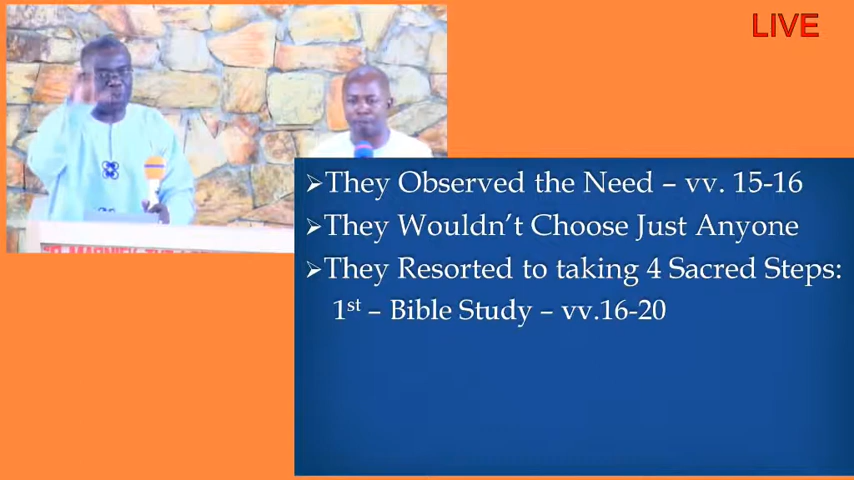 LIVE
➢They Observed the Need – vv. 15-16
➢They Wouldn't Choose Just Anyone
➢They Resorted to taking 4 Sacred Steps:
1st – Bible Study – vv.16-20